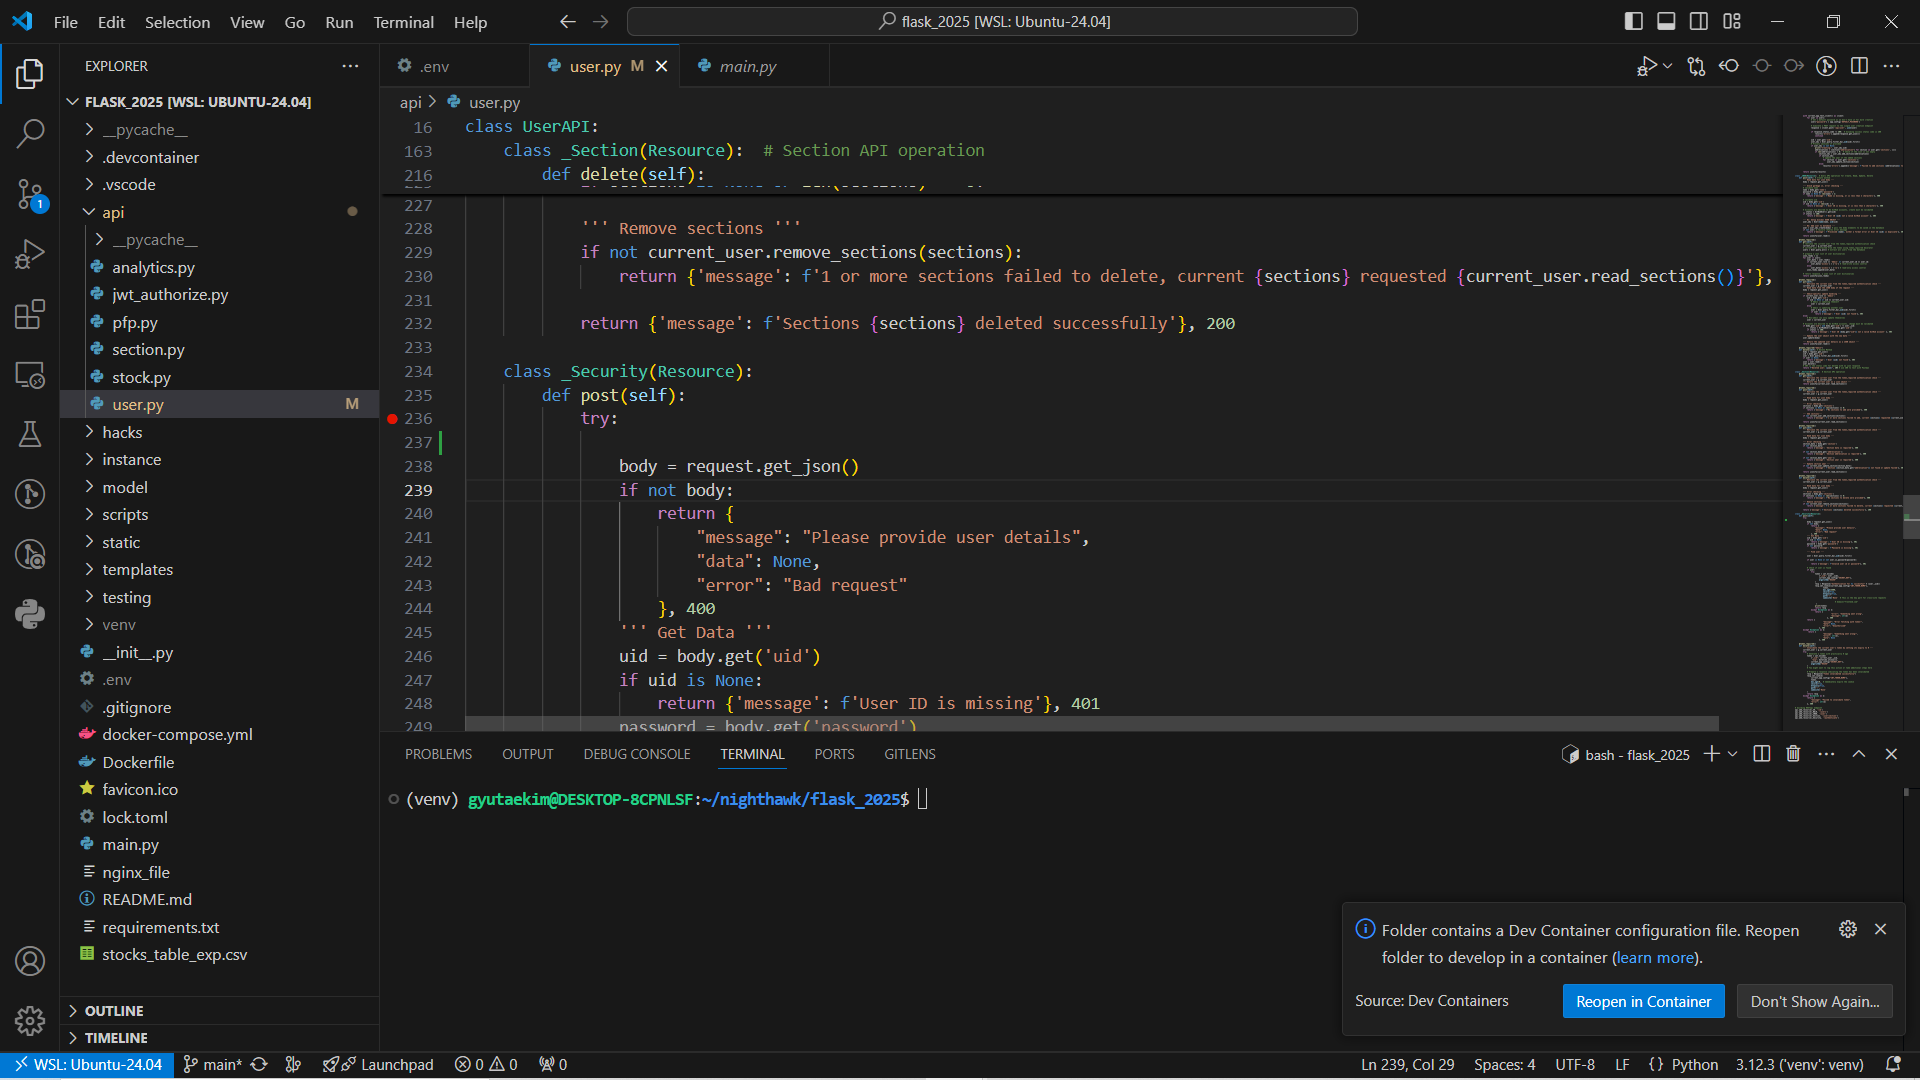 File Edit Selection View Go Run Terminal Help
flask_2025 [WSL: Ubuntu-24.04]
EXPLORER
FLASK_2025 [WSL: UBUNTU-24.04]
__pycache__
.devcontainer
.vscode
api
__pycache__
analytics.py
jwt_authorize.py
pfp.py
section.py
stock.py
user.py M
hacks
instance
model
scripts
static
templates
testing
venv
__init__.py
.env
.gitignore
docker-compose.yml
Dockerfile
favicon.ico
lock.toml
main.py
nginx_file
README.md
requirements.txt
stocks_table_exp.csv
OUTLINE
TIMELINE
1
.env
user.py M
main.py
api > user.py
16 class UserAPI:
163 class _Section(Resource): # Section API operation
216 def delete(self):
227
228 ''' Remove sections '''
229 if not current_user.remove_sections(sections):
230 return {'message': f'1 or more sections failed to delete, current {sections} requested {current_user.read_sections()}'},
231
232 return {'message': f'Sections {sections} deleted successfully'}, 200
233
234 class _Security(Resource):
235 def post(self):
236 try:
237
238 body = request.get_json()
239 if not body:
240 return {
241 "message": "Please provide user details",
242 "data": None,
243 "error": "Bad request"
244 }, 400
245 ''' Get Data '''
246 uid = body.get('uid')
247 if uid is None:
248 return {'message': f'User ID is missing'}, 401
249 password = body.get('password')
PROBLEMS OUTPUT DEBUG CONSOLE TERMINAL PORTS GITLENS
bash - flask_2025
(venv) gyutaekim@DESKTOP-8CPNLSF:~/nighthawk/flask_2025$
Folder contains a Dev Container configuration file. Reopen
folder to develop in a container (learn more).
Source: Dev Containers
Reopen in Container
Don't Show Again...
WSL: Ubuntu-24.04 main* Launchpad 0 0 0
Ln 239, Col 29 Spaces: 4 UTF-8 LF {} Python 3.12.3 ('venv': venv)